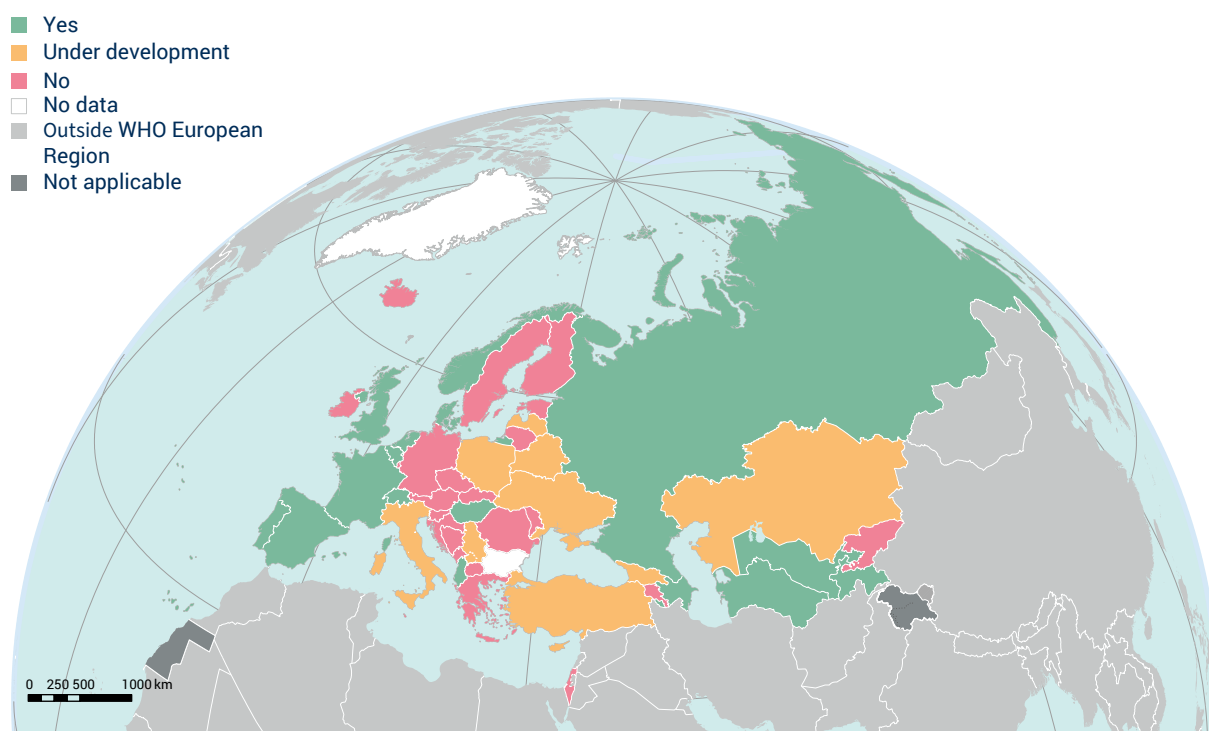 Yes
Under development
No
No data
Outside WHO European
Region
Not applicable
0 250 500 1000 km